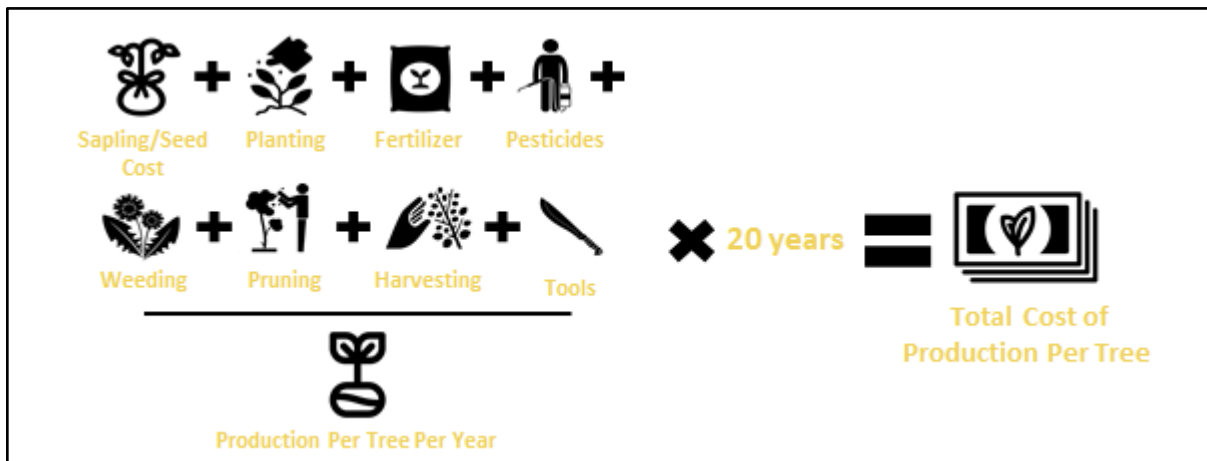 Sapling/Seed Cost
Planting
Fertilizer
Pesticides
Weeding
Pruning
Harvesting
Tools
20 years
Total Cost of
Production Per Tree
Production Per Tree Per Year